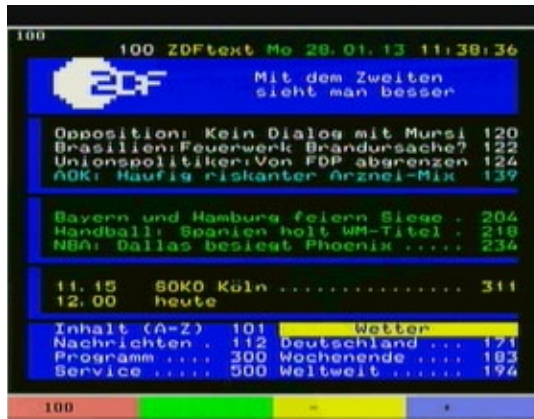 100
100 ZDFtext Mo 28.01.13 11:38:36
ZDF
Mit dem Zweiten
sieht man besser
Opposition: Kein Dialog mit Mursi 120
Brasilien:Feuerwerk Brandursache? 122
Unionspolitiker:Von FDP abgrenzen 124
AOK: Häufig riskanter Arznei-Mix 139
Bayern und Hamburg feiern Siege . 204
Handball: Spanien holt WM-Titel . 218
NBA: Dallas besiegt Phoenix ..... 234
11.15 SOKO Köln ............... 311
12.00 heute
Inhalt (A-Z) 101 Wetter
Nachrichten . 112 Deutschland ... 171
Programm .... 300 Wochenende .... 183
Service ..... 500 Weltweit ...... 194
100 - +